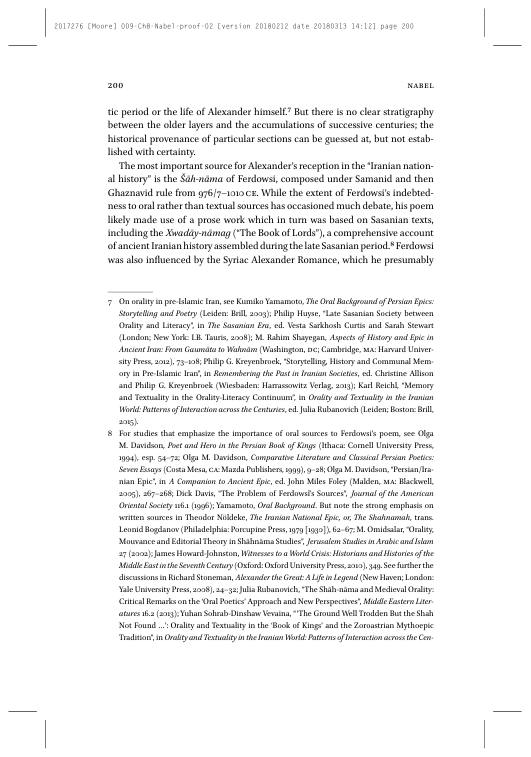 2017276 [Moore] 009-Ch8-Nabel-proof-02 [version 20180212 date 20180313 14:12] page 200
200 NABEL
tic period or the life of Alexander himself.⁷ But there is no clear stratigraphy
between the older layers and the accumulations of successive centuries; the
historical provenance of particular sections can be guessed at, but not estab-
lished with certainty.
The most important source for Alexander's reception in the "Iranian nation-
al history" is the Šāh-nāma of Ferdowsi, composed under Samanid and then
Ghaznavid rule from 976/7–1010 CE. While the extent of Ferdowsi's indebted-
ness to oral rather than textual sources has occasioned much debate, his poem
likely made use of a prose work which in turn was based on Sasanian texts,
including the Xwadāy-nāmag ("The Book of Lords"), a comprehensive account
of ancient Iranian history assembled during the late Sasanian period.⁸ Ferdowsi
was also influenced by the Syriac Alexander Romance, which he presumably
7 On orality in pre-Islamic Iran, see Kumiko Yamamoto, The Oral Background of Persian Epics:
Storytelling and Poetry (Leiden: Brill, 2003); Philip Huyse, "Late Sasanian Society between
Orality and Literacy", in The Sasanian Era, ed. Vesta Sarkhosh Curtis and Sarah Stewart
(London; New York: I.B. Tauris, 2008); M. Rahim Shayegan, Aspects of History and Epic in
Ancient Iran: From Gaumāta to Wahnām (Washington, DC; Cambridge, MA: Harvard Univer-
sity Press, 2012), 73–108; Philip G. Kreyenbroek, "Storytelling, History and Communal Mem-
ory in Pre-Islamic Iran", in Remembering the Past in Iranian Societies, ed. Christine Allison
and Philip G. Kreyenbroek (Wiesbaden: Harrassowitz Verlag, 2013); Karl Reichl, "Memory
and Textuality in the Orality-Literacy Continuum", in Orality and Textuality in the Iranian
World: Patterns of Interaction across the Centuries, ed. Julia Rubanovich (Leiden; Boston: Brill,
2015).
8 For studies that emphasize the importance of oral sources to Ferdowsi's poem, see Olga
M. Davidson, Poet and Hero in the Persian Book of Kings (Ithaca: Cornell University Press,
1994), esp. 54–72; Olga M. Davidson, Comparative Literature and Classical Persian Poetics:
Seven Essays (Costa Mesa, CA: Mazda Publishers, 1999), 9–28; Olga M. Davidson, "Persian/Ira-
nian Epic", in A Companion to Ancient Epic, ed. John Miles Foley (Malden, MA: Blackwell,
2005), 267–268; Dick Davis, "The Problem of Ferdowsî's Sources", Journal of the American
Oriental Society 116.1 (1996); Yamamoto, Oral Background. But note the strong emphasis on
written sources in Theodor Nöldeke, The Iranian National Epic, or, The Shahnamah, trans.
Leonid Bogdanov (Philadelphia: Porcupine Press, 1979 [1930]), 62–67; M. Omidsalar, "Orality,
Mouvance and Editorial Theory in Shāhnāma Studies", Jerusalem Studies in Arabic and Islam
27 (2002); James Howard-Johnston, Witnesses to a World Crisis: Historians and Histories of the
Middle East in the Seventh Century (Oxford: Oxford University Press, 2010), 349. See further the
discussions in Richard Stoneman, Alexander the Great: A Life in Legend (New Haven; London:
Yale University Press, 2008), 24–32; Julia Rubanovich, "The Shāh-nāma and Medieval Orality:
Critical Remarks on the 'Oral Poetics' Approach and New Perspectives", Middle Eastern Liter-
atures 16.2 (2013); Yuhan Sohrab-Dinshaw Vevaina, "'The Ground Well Trodden But the Shah
Not Found …': Orality and Textuality in the 'Book of Kings' and the Zoroastrian Mythoepic
Tradition", in Orality and Textuality in the Iranian World: Patterns of Interaction across the Cen-